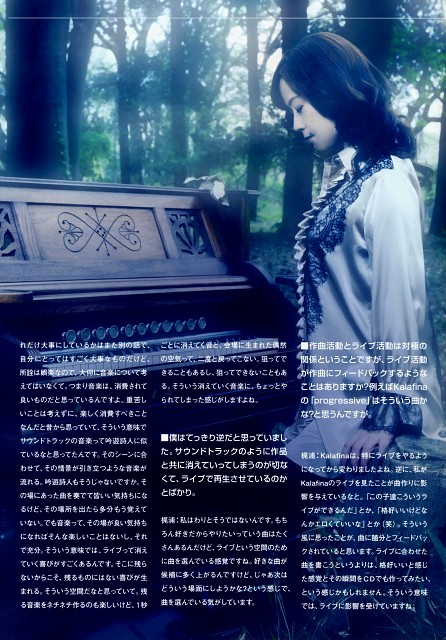 れだけ大事にしているかはまた別の話で、
自分にとってはすごく大事なものだけど、
所詮は娯楽なので、大仰に音楽について考
えてはいなくて。つまり音楽は、消費されて
良いものだと思っているんですよ。重苦し
いことは考えずに、楽しく消費すべきこと
なんだと昔から思っていて、そういう意味で
サウンドトラックの音楽って吟遊詩人に似
ているなと思ってたんです。そのシーンに合
わせて、その情景が引き立つような音楽が
流れる。吟遊詩人もそうじゃないですか。そ
の場にあった曲を奏でて皆いい気持ちにな
るけど、その場所を出たら多分もう覚えて
いない。でも音楽って、その場が良い気持ち
になればそんな楽しいことはないし、それ
で充分。そういう意味では、ライブって消え
ていく喜びがすごくあるんです。そこに残ら
ないからこそ、残るものにはない喜びが生
まれる。そういう空間だなと思っていて。残
る音楽をネチネチ作るのも楽しいけど、1秒
ごとに消えて音と、会場に生まれた偶然
の空気って、二度と戻ってこない。狙ってで
きることもあるし、狙ってできないこともあ
る。そういう消えていく音楽に、ちょっとや
られてしまった感じがしますよね。
■僕はてっきり逆だと思っていまし
た。サウンドトラックのように作品
と共に消えていってしまうのが切な
くて、ライブで再生させているのか
とばかり。
梶浦：私はわりとそうではないんです。もちろ
ん好きだからやりたいっていう曲はたくさ
んあるんだけど、ライブという空間のために
曲を選んでいる感覚ですね。好きな曲が
候補に多く上がるんですけど、じゃあ次は
どういう場面にしようかな?という感じで、
曲を選んでいる気がしています。
■作曲活動とライブ活動は対極の
関係ということですが、ライブ活動
が作曲にフィードバックするような
ことはありますか?例えばKalafina
の「progressive」はそういう曲か
な?と思うんですが。
梶浦：Kalafinaは、特にライブをやるように
なってから変わりましたよね。逆に、私が
Kalafinaのライブを見たことが曲作りに影
響を与えているなと。「この子達こういうラ
イブができるんだ」とか、「格好いいけどな
んかエロくていいな」とか（笑）。そういう
風に思ったことが、曲に随分とフィードバッ
クされていると思います。ライブに合わせた
曲を書こうというよりは、格好いい!と思っ
た感覚とその瞬間をCDでも作ってみたい、
という感じかもしれません。そういう意味
では、ライブに影響を受けていますね。